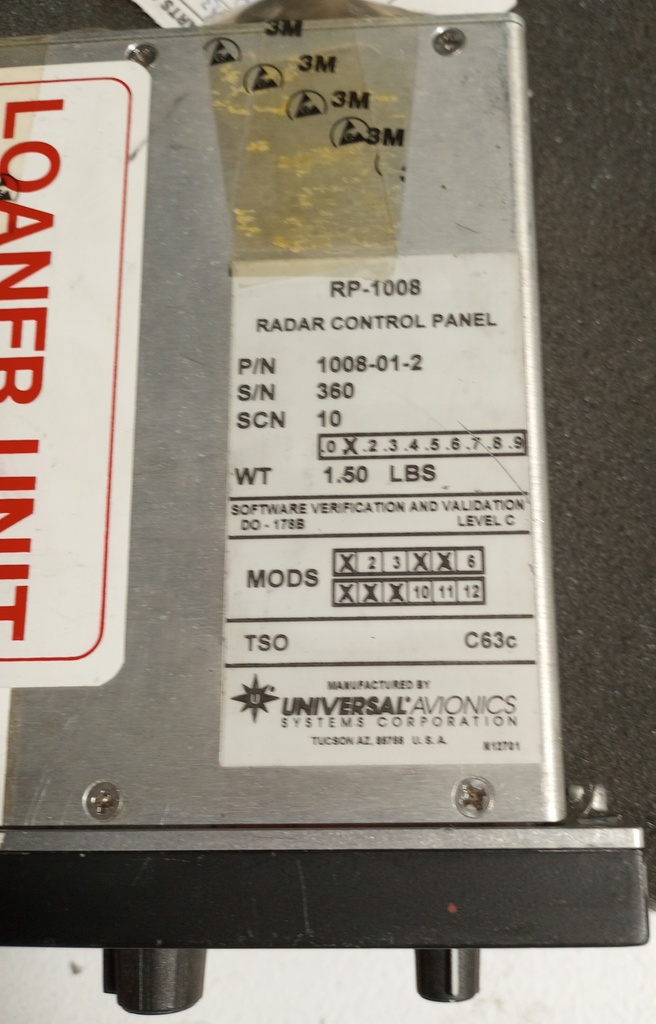 3M
3M
3M
3M
LOANER UNIT
RP-1008
RADAR CONTROL PANEL
P/N 1008-01-2
S/N 360
SCN 10
.0 X .2 .3 .4 .5 .6 .7 .8 .9
WT 1.50 LBS
SOFTWARE VERIFICATION AND VALIDATION
DO - 178B LEVEL C
MODS X 2 3 X X 6
X X X 10 11 12
TSO C63c
MANUFACTURED BY
U UNIVERSAL AVIONICS
SYSTEMS CORPORATION
TUCSON AZ, 85756 U. S. A. N12701